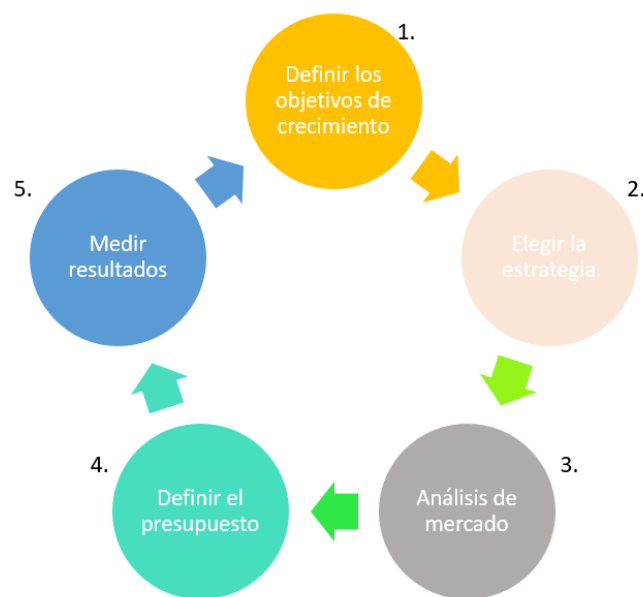 1.
Definir los
objetivos de
crecimiento
2.
Elegir la
estrategia
3.
Análisis de
mercado
4.
Definir el
presupuesto
5.
Medir
resultados